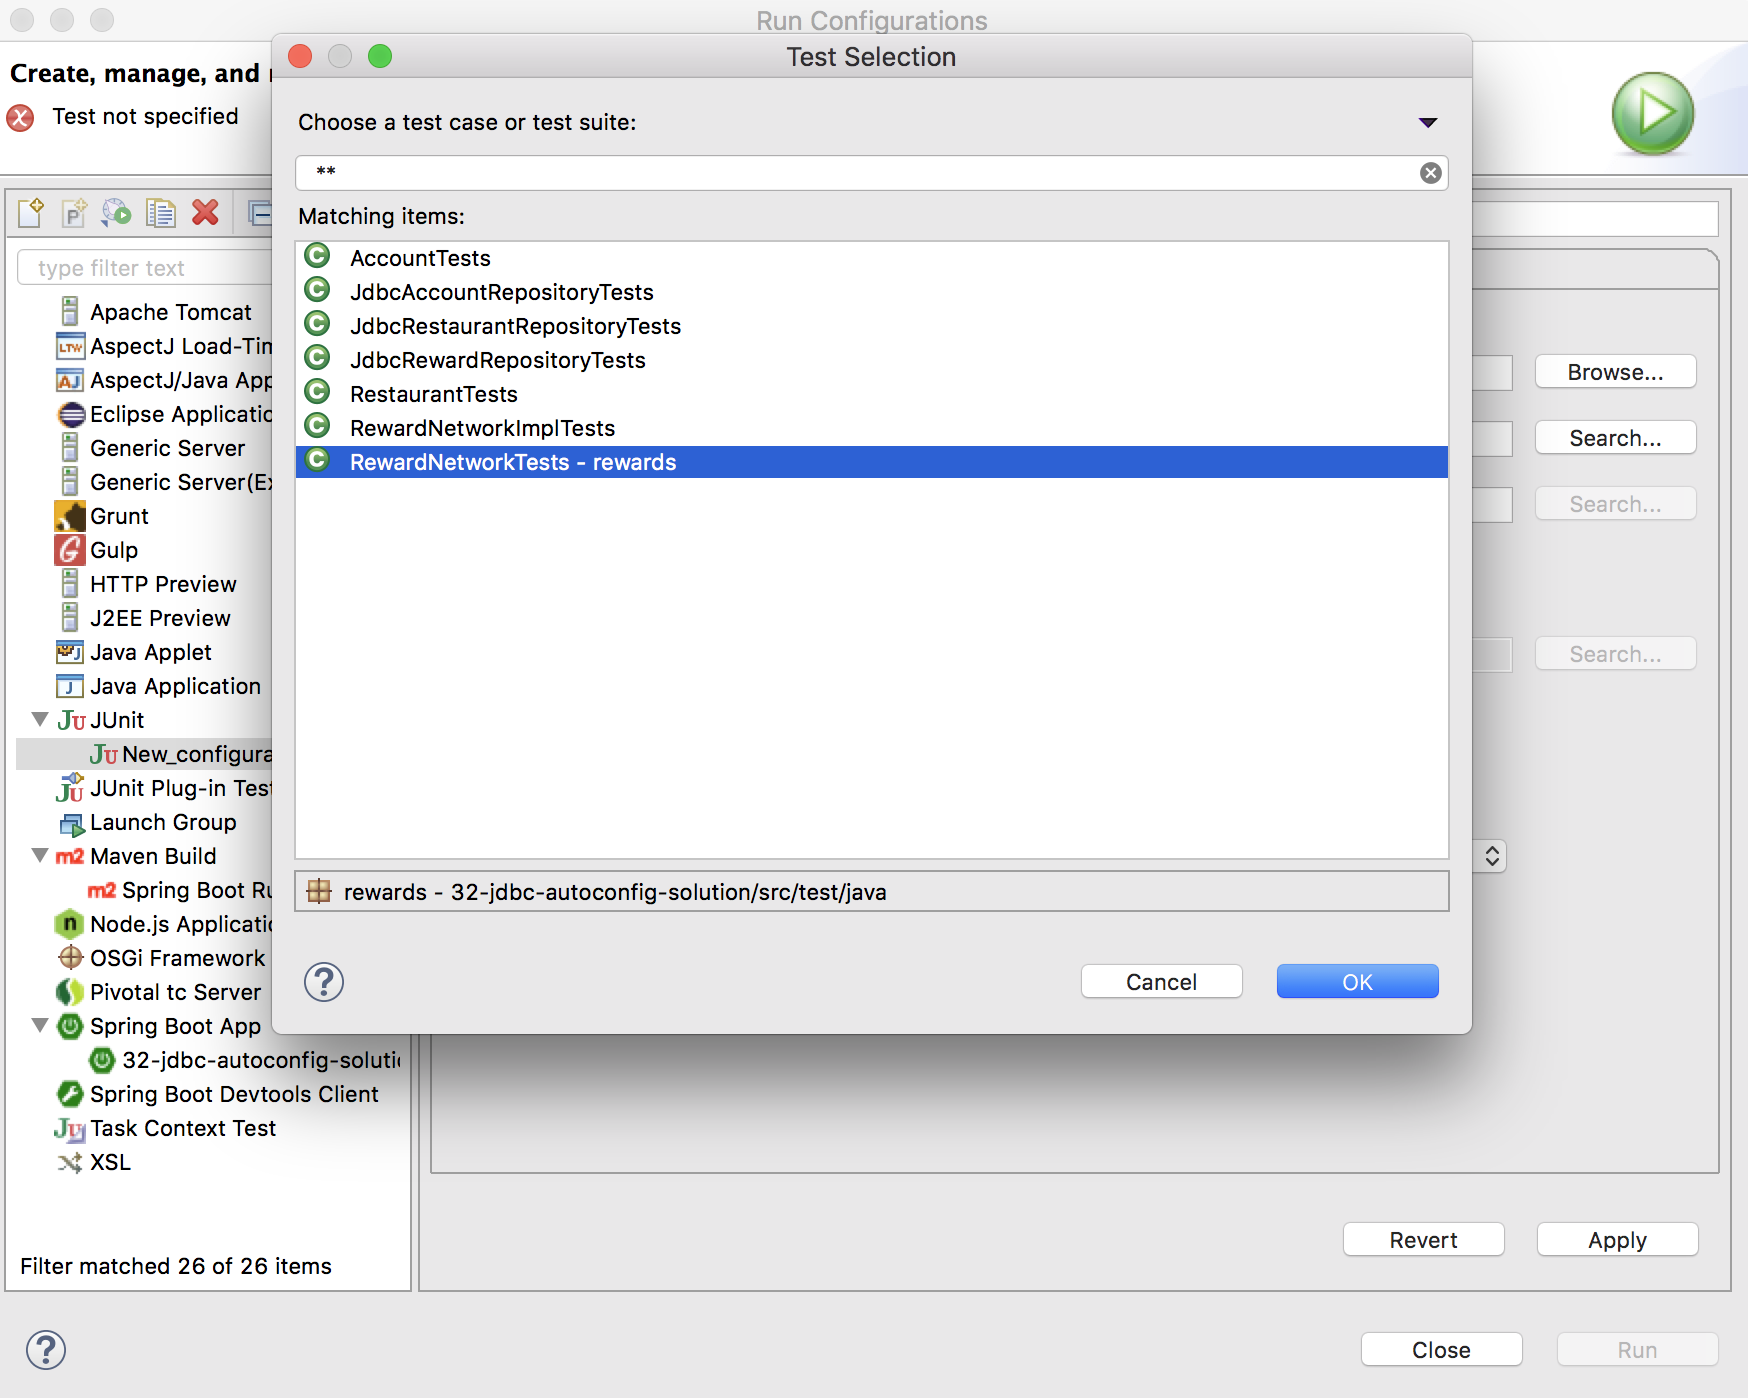 Run Configurations
Create, manage, and
Test not specified
Test Selection
Choose a test case or test suite:
**
Matching items:
AccountTests
JdbcAccountRepositoryTests
JdbcRestaurantRepositoryTests
JdbcRewardRepositoryTests
RestaurantTests
RewardNetworkImplTests
RewardNetworkTests - rewards
rewards - 32-jdbc-autoconfig-solution/src/test/java
Cancel
OK
type filter text
Apache Tomcat
AspectJ Load-Tim
AspectJ/Java App
Eclipse Applicatio
Generic Server
Generic Server(Ex
Grunt
Gulp
HTTP Preview
J2EE Preview
Java Applet
Java Application
JUnit
New_configura
JUnit Plug-in Test
Launch Group
Maven Build
Spring Boot Ru
Node.js Applicatio
OSGi Framework
Pivotal tc Server
Spring Boot App
32-jdbc-autoconfig-soluti
Spring Boot Devtools Client
Task Context Test
XSL
Filter matched 26 of 26 items
Browse...
Search...
Search...
Search...
Revert
Apply
Close
Run